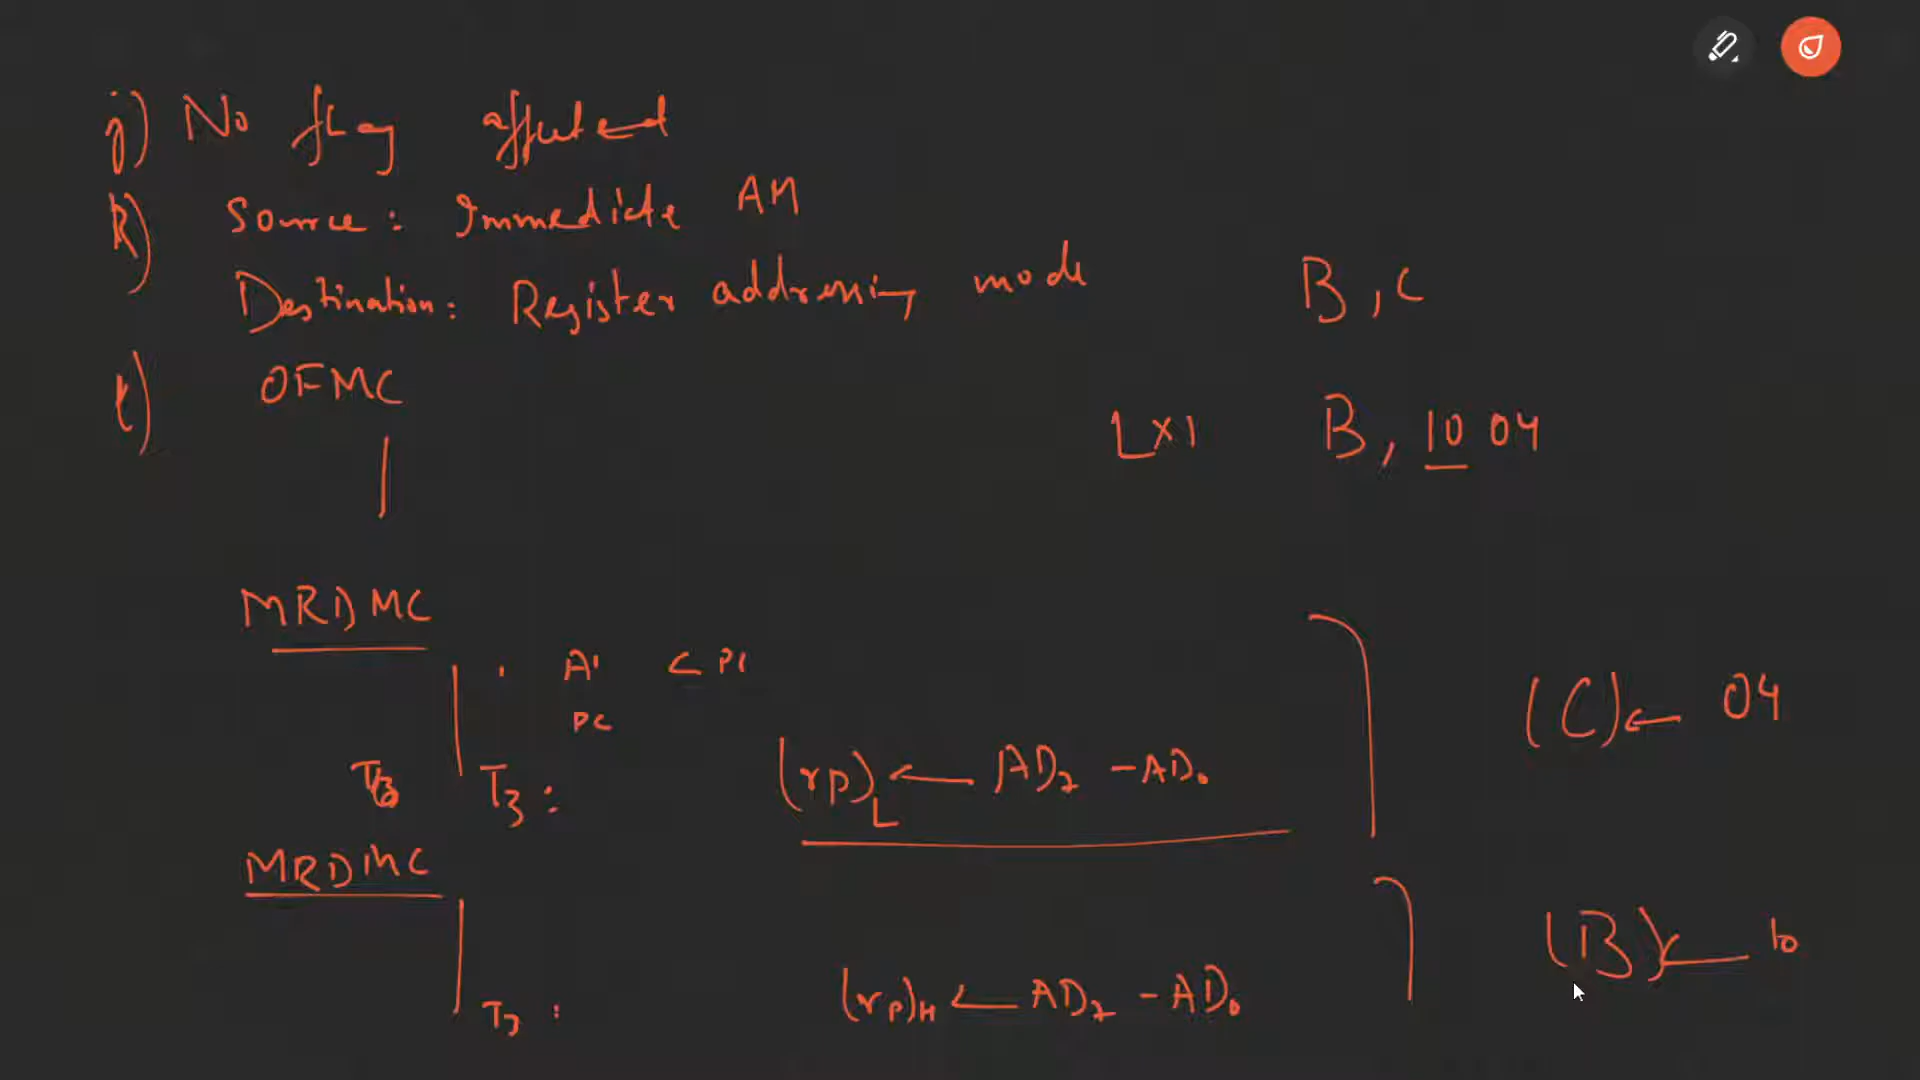 j) No flag affected
k) Source: Immediate AM
Destination: Register addressing mode
B, C
l) OFMC
LXI B, 10 04
MRDMC
PC
T3: (rp)L ← AD7 - AD0
(C) ← 04
MRDMC
(B) ← 10
T3: (rp)H ← AD7 - AD0